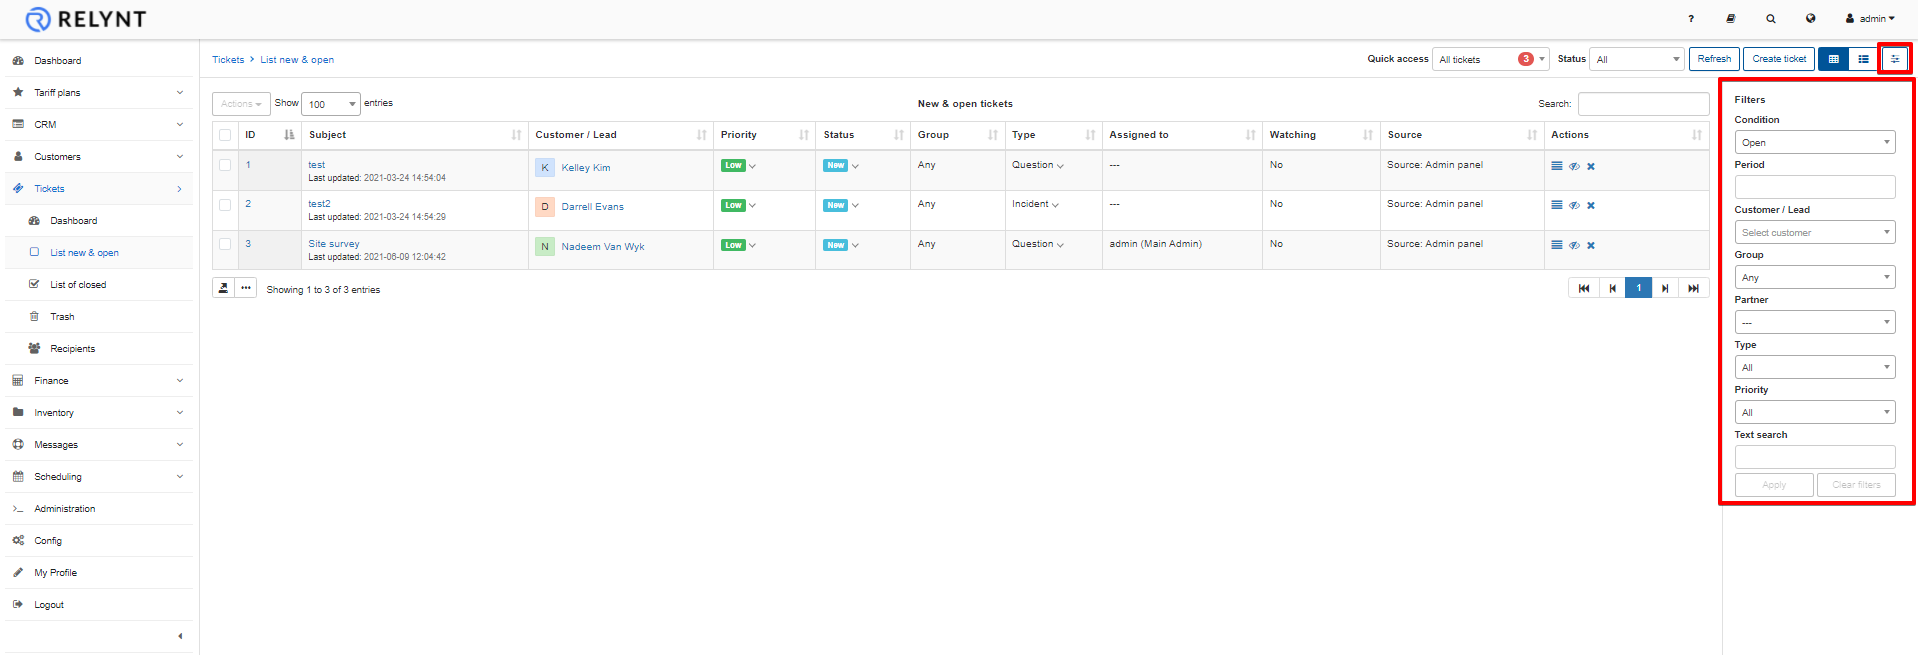 RELYNT
? admin
Dashboard
Tariff plans
CRM
Customers
Tickets
Dashboard
List new & open
List of closed
Trash
Recipients
Finance
Inventory
Messages
Scheduling
Administration
Config
My Profile
Logout
Tickets > List new & open
Quick access All tickets 3 Status All Refresh Create ticket
Actions Show 100 entries New & open tickets Search:
ID Subject Customer / Lead Priority Status Group Type Assigned to Watching Source Actions
1 test K Kelley Kim Low New Any Question --- No Source: Admin panel
Last updated: 2021-03-24 14:54:04
2 test2 D Darrell Evans Low New Any Incident --- No Source: Admin panel
Last updated: 2021-03-24 14:54:29
3 Site survey N Nadeem Van Wyk Low New Any Question admin (Main Admin) No Source: Admin panel
Last updated: 2021-06-09 12:04:42
Showing 1 to 3 of 3 entries 1
Filters
Condition
Open
Period
Customer / Lead
Select customer
Group
Any
Partner
---
Type
All
Priority
All
Text search
Apply Clear filters